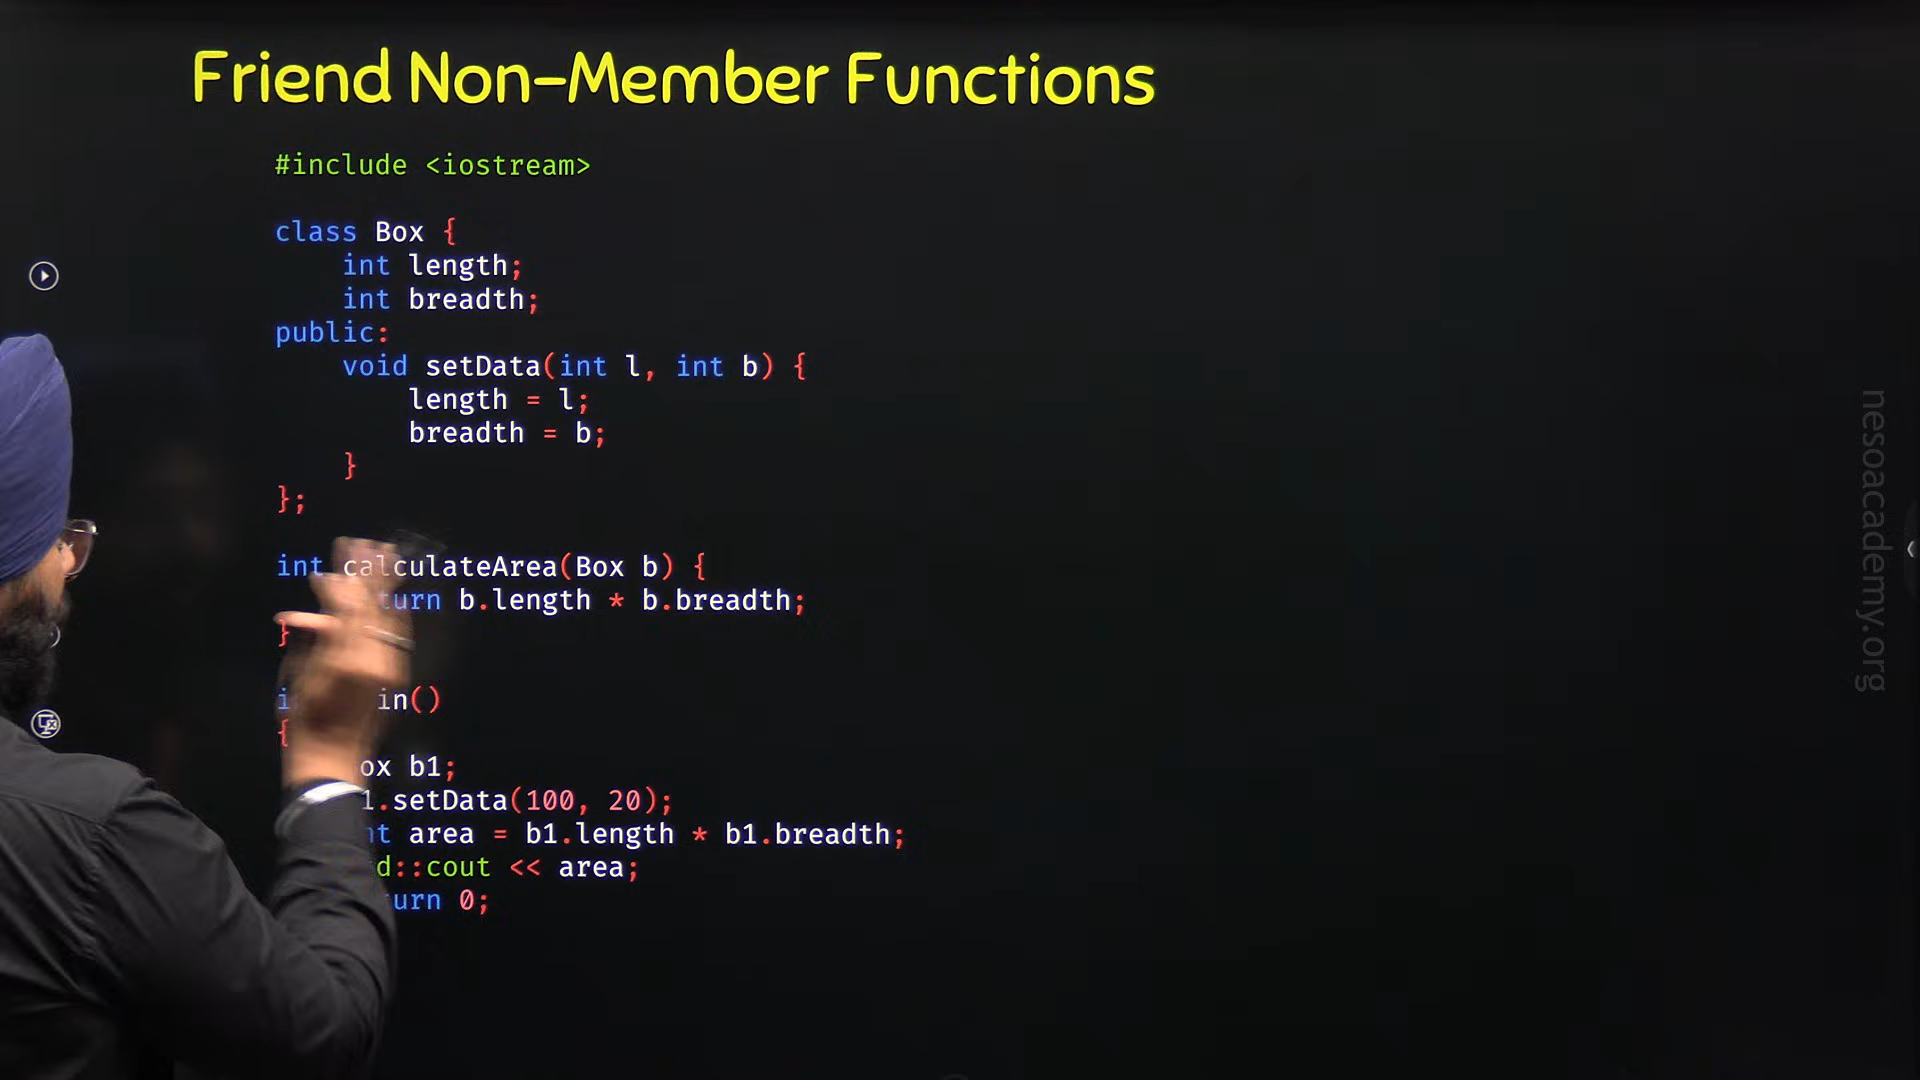 Friend Non-Member Functions
#include <iostream>
class Box {
int length;
int breadth;
public:
void setData(int l, int b) {
length = l;
breadth = b;
}
};
int calculateArea(Box b) {
turn b.length * b.breadth;
}
in()
{
ox b1;
1.setData(100, 20);
nt area = b1.length * b1.breadth;
d::cout << area;
urn 0;
nesoacademy.org